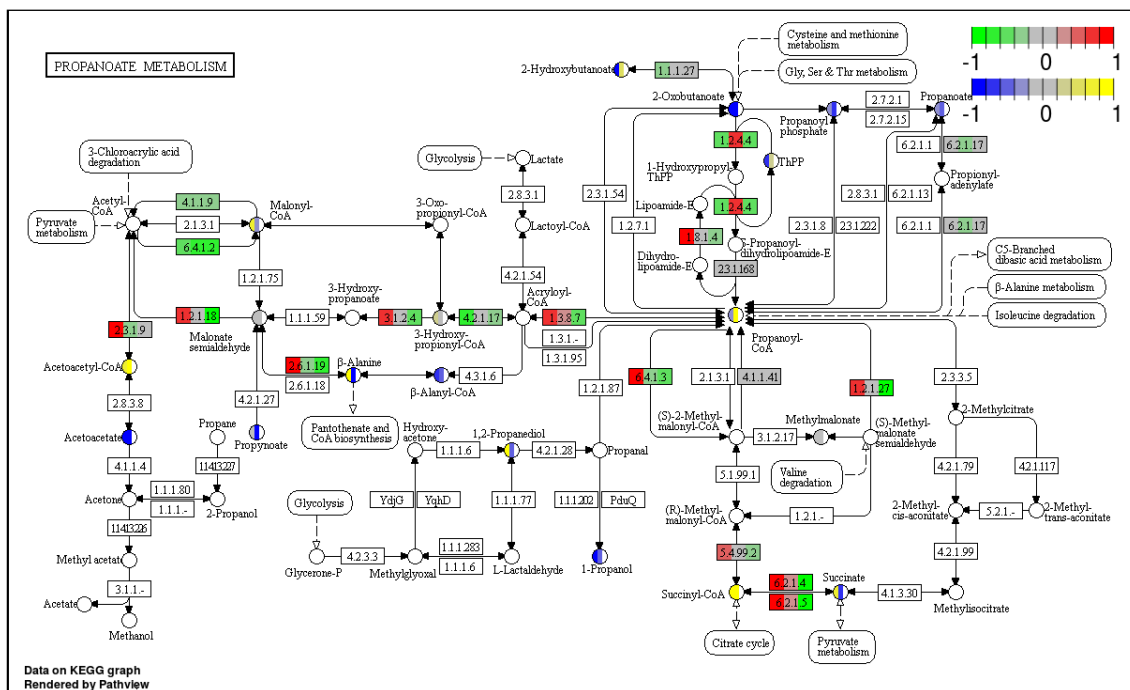 PROPANOATE METABOLISM
-1 0 1
-1 0 1
Cysteine and methionine
metabolism
Gly, Ser & Thr metabolism
2-Hydroxybutanoate
1.1.1.27
2-Oxobutanoate
Propanoyl
phosphate
2.7.2.1
2.7.2.15
Propanoate
3-Chloroacrylic acid
degradation
Glycolysis
Lactate
1.2.4.4
1-Hydroxypropyl-
ThPP
ThPP
6.2.1.1
6.2.1.17
Propionyl-
adenylate
Acetyl-
CoA
4.1.1.9
Malonyl-
CoA
2.1.3.1
6.4.1.2
Pyruvate
metabolism
3-Oxo-
propionyl-CoA
2.8.3.1
Lactoyl-CoA
2.3.1.54
1.2.7.1
Lipoamide-E
1.2.4.4
1.8.1.4
S-Propanoyl-
dihydrolipoamide-E
Dihydro-
lipoamide-E
2.3.1.168
2.8.3.1
6.2.1.13
2.3.1.8
2.3.1.222
6.2.1.1
6.2.1.17
C5-Branched
dibasic acid metabolism
β-Alanine metabolism
Isoleucine degradation
1.2.1.75
4.2.1.54
3-Hydroxy-
propanoate
Acryloyl-
CoA
1.2.1.18
1.1.1.59
3.1.2.4
4.2.1.17
1.3.8.7
Malonate
semialdehyde
3-Hydroxy
propionyl-CoA
1.3.1.-
1.3.1.95
Propanoyl-
CoA
2.3.1.9
Acetoacetyl-CoA
2.6.1.19
2.6.1.18
β-Alanine
β-Alanyl-CoA
4.3.1.6
1.2.1.87
6.4.1.3
2.1.3.1
4.1.1.41
1.2.1.27
2.3.3.5
2.8.3.8
4.2.1.27
Pantothenate and
CoA biosynthesis
(S)-2-Methyl-
malonyl-CoA
Methylmalonate
(S)-Methyl-
malonate
semialdehyde
2-Methylcitrate
Acetoacetate
Propane
Propynoate
Hydroxy-
acetone
1,2-Propanediol
1.1.1.6
4.2.1.28
Propanal
3.1.2.17
4.1.1.4
1.14.13.227
5.1.99.1
Valine
degradation
4.2.1.79
4.2.1.117
Acetone
1.1.1.80
1.1.1.-
2-Propanol
Glycolysis
YdjG
YqhD
1.1.1.77
1.1.1.202
PduQ
(R)-Methyl-
malonyl-CoA
1.2.1.-
2-Methyl-
cis-aconitate
5.2.1.-
2-Methyl-
trans-aconitate
1.14.13.226
Methyl acetate
Glycerone-P
4.2.3.3
Methylglyoxal
1.1.1.283
1.1.1.6
L-Lactaldehyde
1-Propanol
5.4.99.2
4.2.1.99
3.1.1.-
Acetate
Methanol
Succinyl-CoA
6.2.1.4
6.2.1.5
Succinate
4.1.3.30
Methylisocitrate
Citrate cycle
Pyruvate
metabolism
Data on KEGG graph
Rendered by Pathview